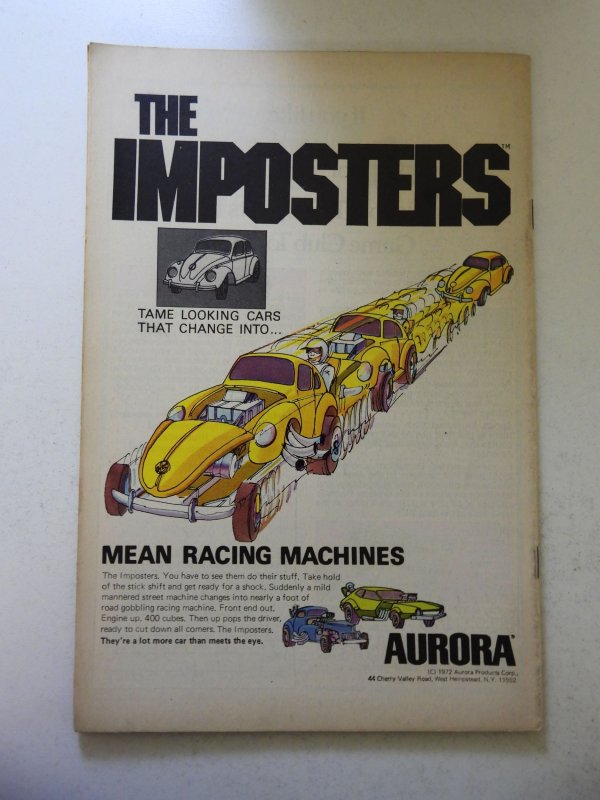 THE
IMPOSTERS™
TAME LOOKING CARS
THAT CHANGE INTO...
MEAN RACING MACHINES
The Imposters. You have to see them do their stuff. Take hold
of the stick shift and get ready for a shock. Suddenly a mild
mannered street machine changes into nearly a foot of
road gobbling racing machine. Front end out.
Engine up, 400 cubes. Then up pops the driver,
ready to cut down all comers. The Imposters.
They're a lot more car than meets the eye.
AURORA
(C) 1972 Aurora Products Corp.,
44 Cherry Valley Road, West Hempstead, N.Y. 11552